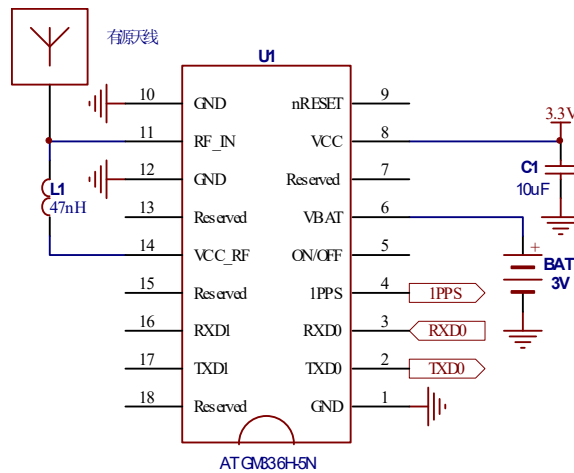 有源天线
U1
10 GND nRESET 9
11 RF_IN VCC 8
3.3V
12 GND Reserved 7
C1
10uF
L1
47nH
13 Reserved VBAT 6
14 VCC_RF ON/OFF 5
+
BAT
3V
15 Reserved 1PPS 4 1PPS
16 RXD1 RXD0 3 RXD0
17 TXD1 TXD0 2 TXD0
18 Reserved GND 1
ATGM336H-5N